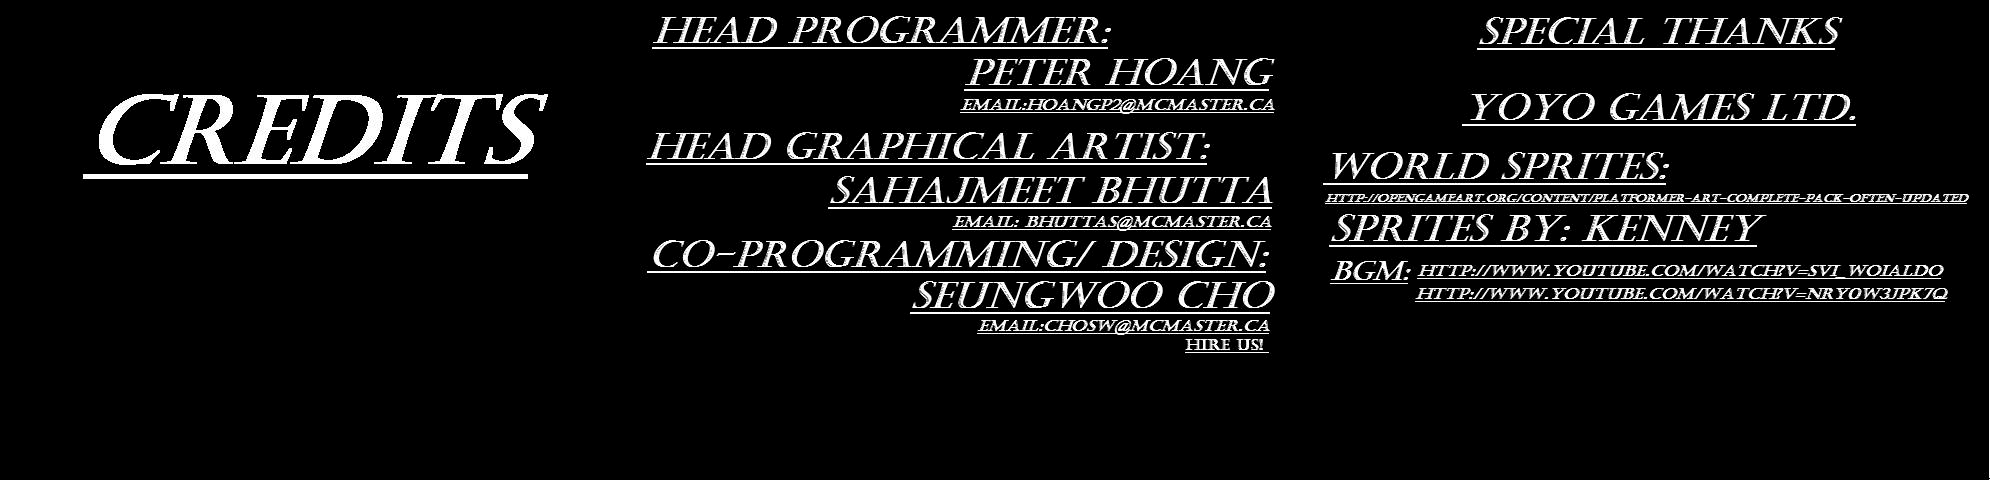 CREDITS
HEAD PROGRAMMER:
PETER HOANG
EMAIL:HOANGP2@MCMASTER.CA
HEAD GRAPHICAL ARTIST:
SAHAJMEET BHUTTA
EMAIL: BHUTTAS@MCMASTER.CA
CO-PROGRAMMING/ DESIGN:
SEUNGWOO CHO
EMAIL:CHOSW@MCMASTER.CA
HIRE US!
SPECIAL THANKS
YOYO GAMES LTD.
WORLD SPRITES:
HTTP://OPENGAMEART.ORG/CONTENT/PLATFORMER-ART-COMPLETE-PACK-OFTEN-UPDATED
SPRITES BY: KENNEY
BGM: HTTP://WWW.YOUTUBE.COM/WATCH?V=SVI_WOIALDO
HTTP://WWW.YOUTUBE.COM/WATCH?V=NRY0W3JPK7Q